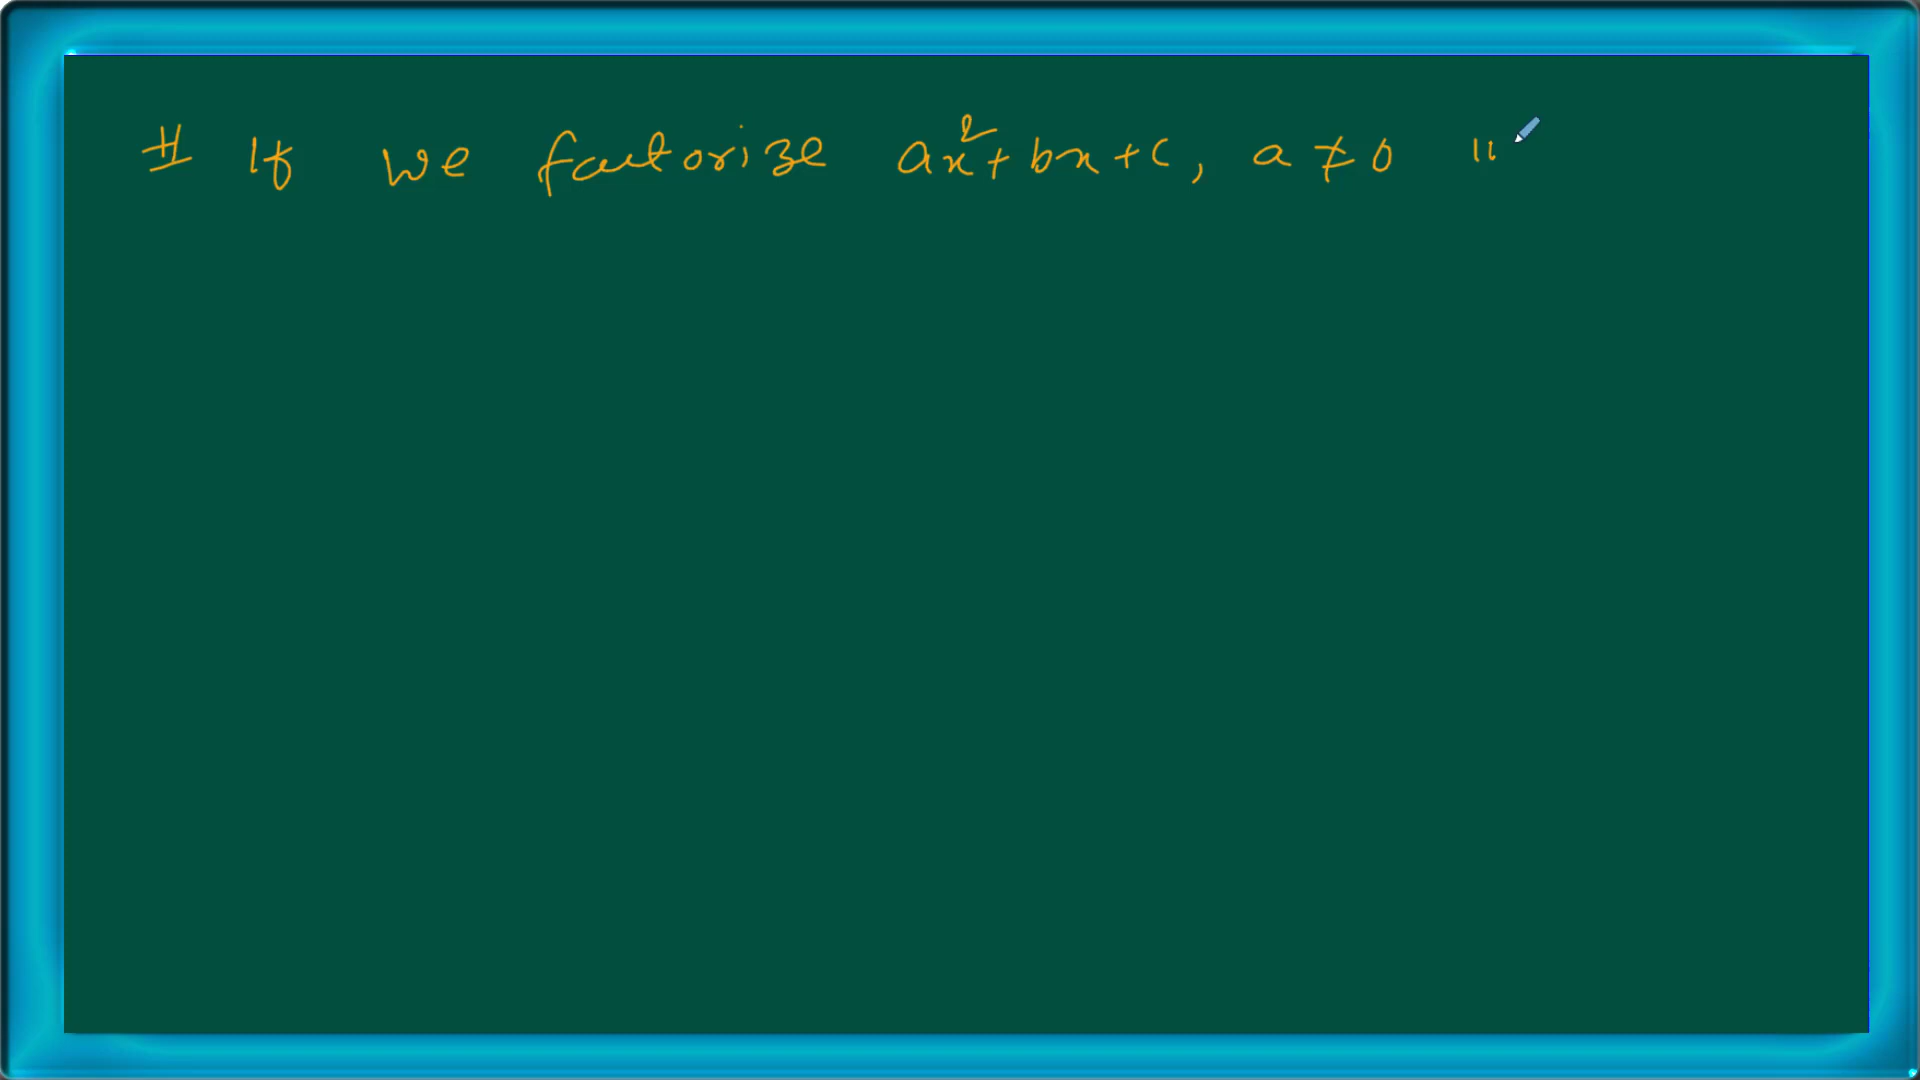 # If we factorize ax²+bx+c, a≠0